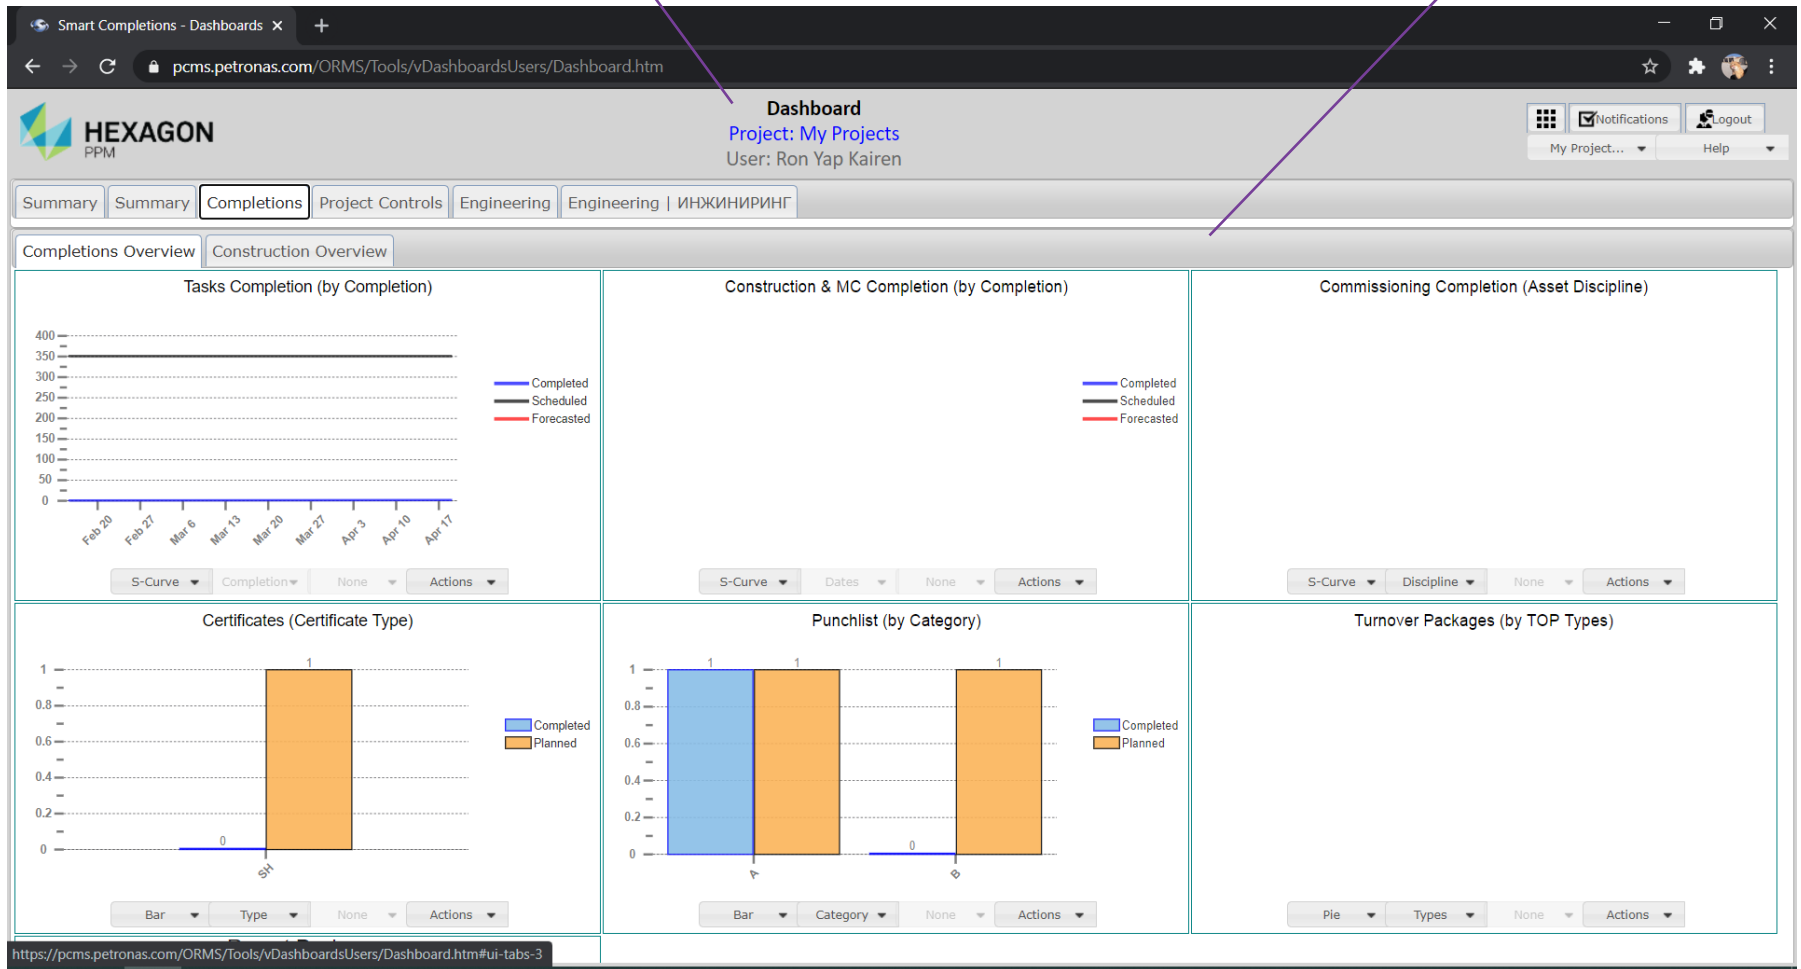 Smart Completions - Dashboards
pcms.petronas.com/ORMS/Tools/vDashboardsUsers/Dashboard.htm
HEXAGON
PPM
Dashboard
Project: My Projects
User: Ron Yap Kairen
Notifications
Logout
My Project...
Help
Summary
Summary
Completions
Project Controls
Engineering
Engineering | ИНЖИНИРИНГ
Completions Overview
Construction Overview
Tasks Completion (by Completion)
400
350
300
250
200
150
100
50
0
Feb 20
Feb 27
Mar 6
Mar 13
Mar 20
Mar 27
Apr 3
Apr 10
Apr 17
Completed
Scheduled
Forecasted
S-Curve
Completion
None
Actions
Construction & MC Completion (by Completion)
Completed
Scheduled
Forecasted
S-Curve
Dates
None
Actions
Commissioning Completion (Asset Discipline)
S-Curve
Discipline
None
Actions
Certificates (Certificate Type)
1
0.8
0.6
0.4
0.2
0
0
1
SH
Completed
Planned
Bar
Type
None
Actions
Punchlist (by Category)
1
0.8
0.6
0.4
0.2
0
1
1
0
1
A
B
Completed
Planned
Bar
Category
None
Actions
Turnover Packages (by TOP Types)
Pie
Types
None
Actions
https://pcms.petronas.com/ORMS/Tools/vDashboardsUsers/Dashboard.htm#ui-tabs-3